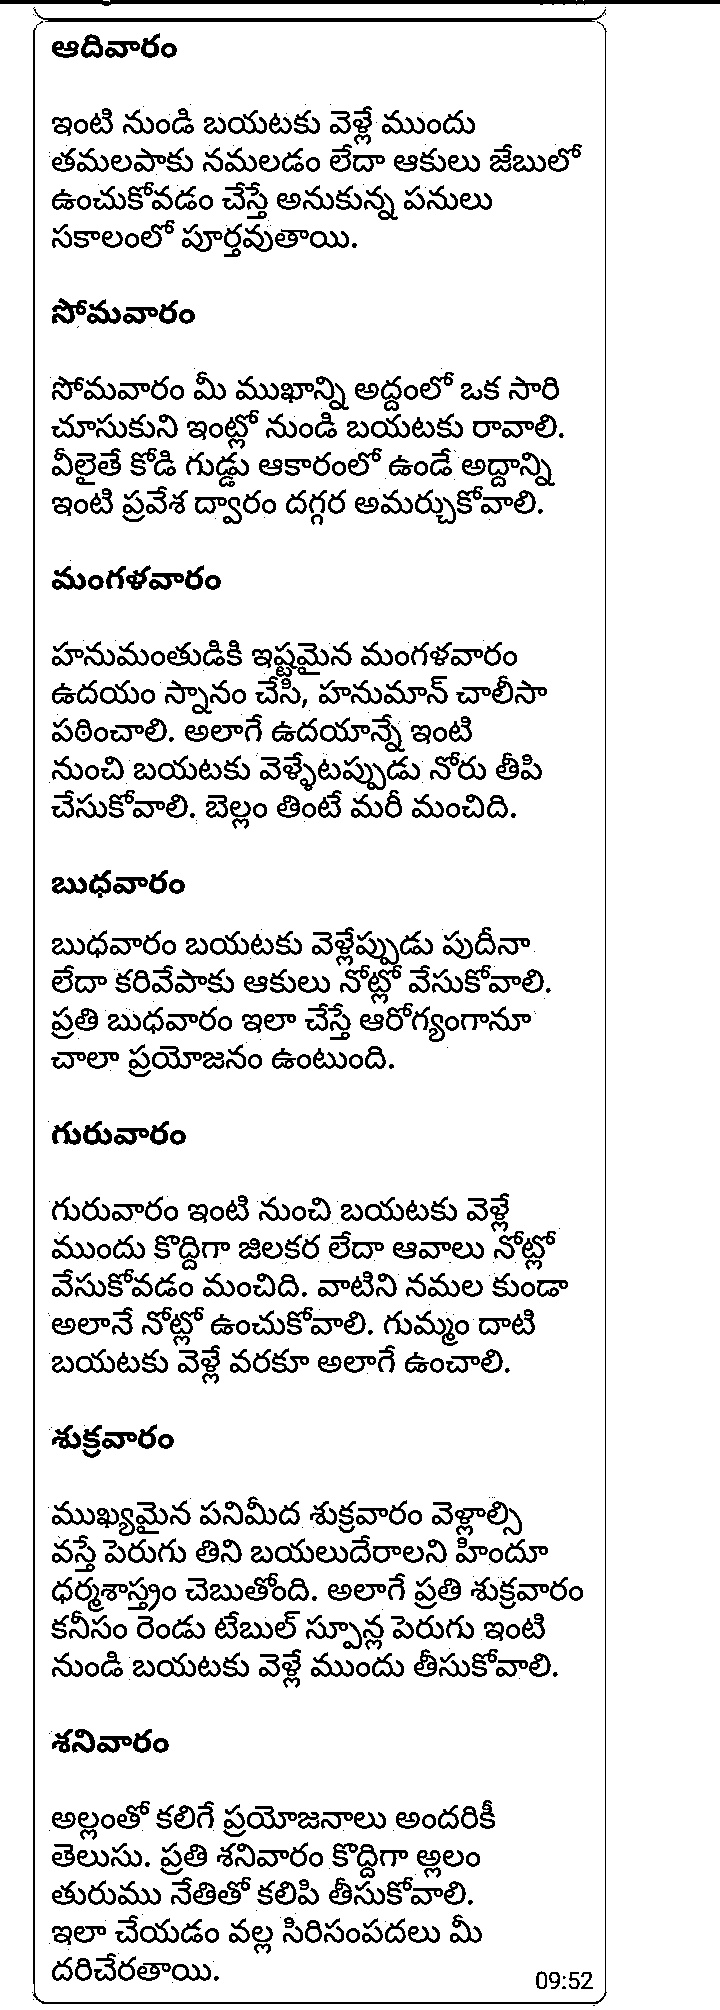 ఆదివారం
ఇంటి నుండి బయటకు వెళ్లే ముందు
తమలపాకు నమలడం లేదా ఆకులు జేబులో
ఉంచుకోవడం చేస్తే అనుకున్న పనులు
సకాలంలో పూర్తవుతాయి.
సోమవారం
సోమవారం మీ ముఖాన్ని అద్దంలో ఒక సారి
చూసుకుని ఇంట్లో నుండి బయటకు రావాలి.
వీలైతే కోడి గుడ్డు ఆకారంలో ఉండే అద్దాన్ని
ఇంటి ప్రవేశ ద్వారం దగ్గర అమర్చుకోవాలి.
మంగళవారం
హనుమంతుడికి ఇష్టమైన మంగళవారం
ఉదయం స్నానం చేసి, హనుమాన్ చాలీసా
పఠించాలి. అలాగే ఉదయాన్నే ఇంటి
నుంచి బయటకు వెళ్ళేటప్పుడు నోరు తీపి
చేసుకోవాలి. బెల్లం తింటే మరీ మంచిది.
బుధవారం
బుధవారం బయటకు వెళ్లేప్పుడు పుదీనా
లేదా కరివేపాకు ఆకులు నోట్లో వేసుకోవాలి.
ప్రతి బుధవారం ఇలా చేస్తే ఆరోగ్యంగానూ
చాలా ప్రయోజనం ఉంటుంది.
గురువారం
గురువారం ఇంటి నుంచి బయటకు వెళ్లే
ముందు కొద్దిగా జిలకర లేదా ఆవాలు నోట్లో
వేసుకోవడం మంచిది. వాటిని నమల కుండా
అలానే నోట్లో ఉంచుకోవాలి. గుమ్మం దాటి
బయటకు వెళ్లే వరకూ అలాగే ఉంచాలి.
శుక్రవారం
ముఖ్యమైన పనిమీద శుక్రవారం వెళ్లాల్సి
వస్తే పెరుగు తిని బయలుదేరాలని హిందూ
ధర్మశాస్త్రం చెబుతోంది. అలాగే ప్రతి శుక్రవారం
కనీసం రెండు టేబుల్ స్పూన్ల పెరుగు ఇంటి
నుండి బయటకు వెళ్లే ముందు తీసుకోవాలి.
శనివారం
అల్లంతో కలిగే ప్రయోజనాలు అందరికీ
తెలుసు. ప్రతి శనివారం కొద్దిగా అ్లలం
తురుము నేతితో కలిపి తీసుకోవాలి.
ఇలా చేయడం వల్ల సిరిసంపదలు మీ
దరిచేరతాయి.
09:52